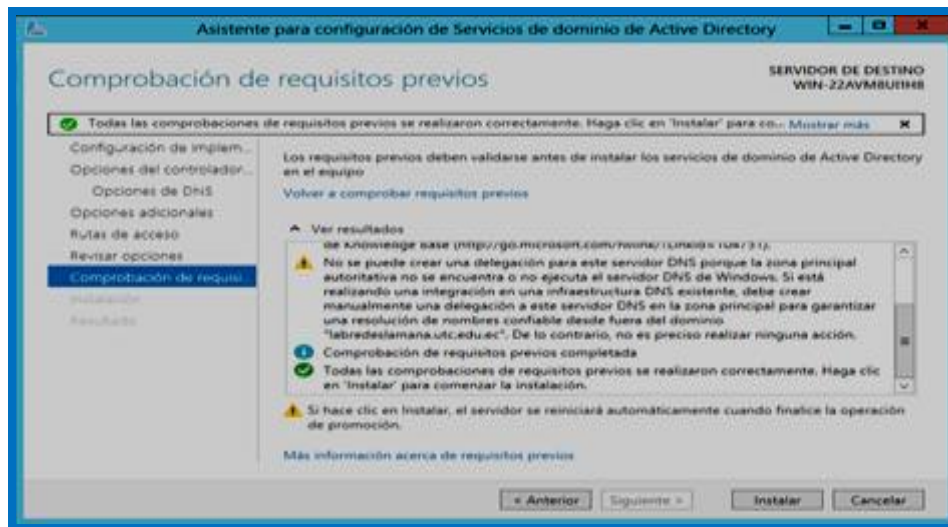 Asistente para configuración de Servicios de dominio de Active Directory
Comprobación de requisitos previos
SERVIDOR DE DESTINO
WIN-22AVM8UI1H8
Todas las comprobaciones de requisitos previos se realizaron correctamente. Haga clic en 'Instalar' para co... Mostrar más
Configuración de implem...
Opciones del controlador...
Opciones de DNS
Opciones adicionales
Rutas de acceso
Revisar opciones
Comprobación de requisi...
Instalación
Resultado
Los requisitos previos deben validarse antes de instalar los servicios de dominio de Active Directory
en el equipo
Volver a comprobar requisitos previos
Ver resultados
de Knowledge Base
No se puede crear una delegación para este servidor DNS porque la zona principal
autoritativa no se encuentra o no ejecuta el servidor DNS de Windows. Si está
realizando una integración en una infraestructura DNS existente, debe crear
manualmente una delegación a este servidor DNS en la zona principal para garantizar
una resolución de nombres confiable desde fuera del dominio
"labredeslamana.utc.edu.ec". De lo contrario, no es preciso realizar ninguna acción.
Comprobación de requisitos previos completada
Todas las comprobaciones de requisitos previos se realizaron correctamente. Haga clic
en 'Instalar' para comenzar la instalación.
Si hace clic en Instalar, el servidor se reiniciará automáticamente cuando finalice la operación
de promoción.
Más información acerca de requisitos previos
< Anterior
Siguiente >
Instalar
Cancelar